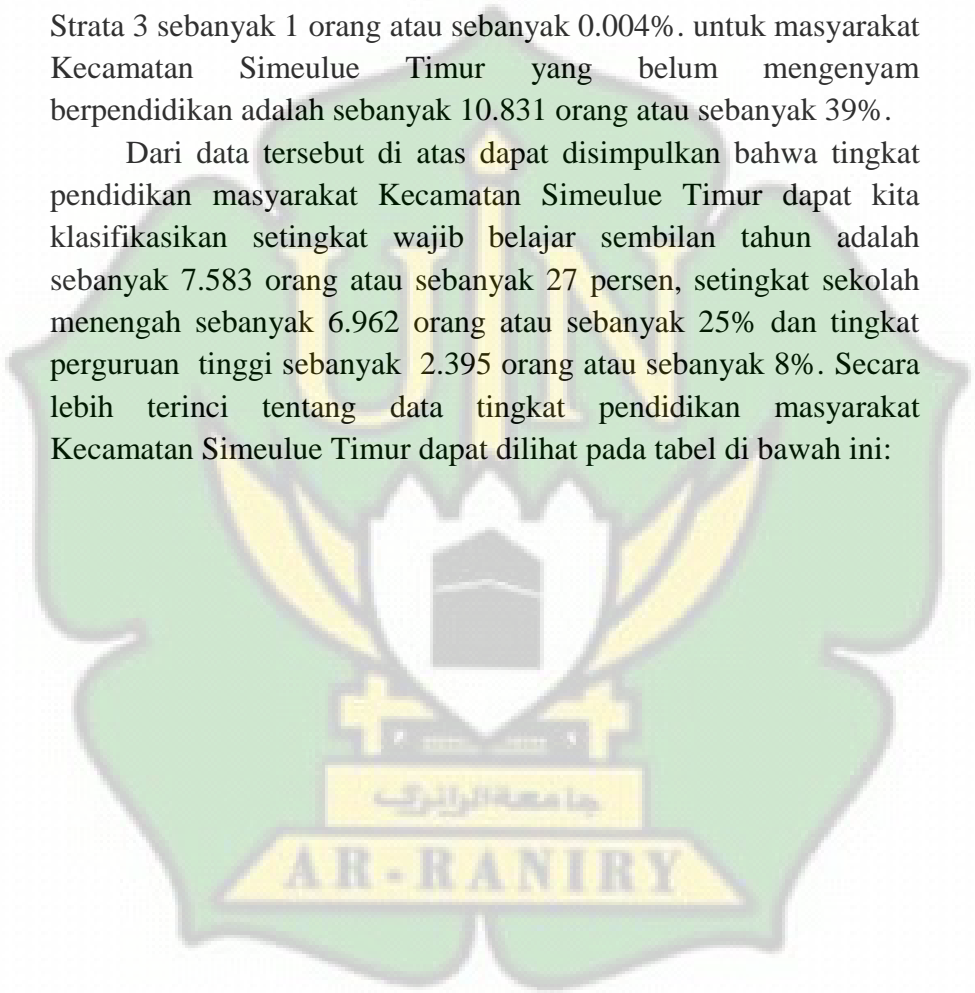 Strata 3 sebanyak 1 orang atau sebanyak 0.004%. untuk masyarakat
Kecamatan Simeulue Timur yang belum mengenyam
berpendidikan adalah sebanyak 10.831 orang atau sebanyak 39%.
Dari data tersebut di atas dapat disimpulkan bahwa tingkat
pendidikan masyarakat Kecamatan Simeulue Timur dapat kita
klasifikasikan setingkat wajib belajar sembilan tahun adalah
sebanyak 7.583 orang atau sebanyak 27 persen, setingkat sekolah
menengah sebanyak 6.962 orang atau sebanyak 25% dan tingkat
perguruan tinggi sebanyak 2.395 orang atau sebanyak 8%. Secara
lebih terinci tentang data tingkat pendidikan masyarakat
Kecamatan Simeulue Timur dapat dilihat pada tabel di bawah ini:
UIN
جامعة الرانري
AR-RANIRY